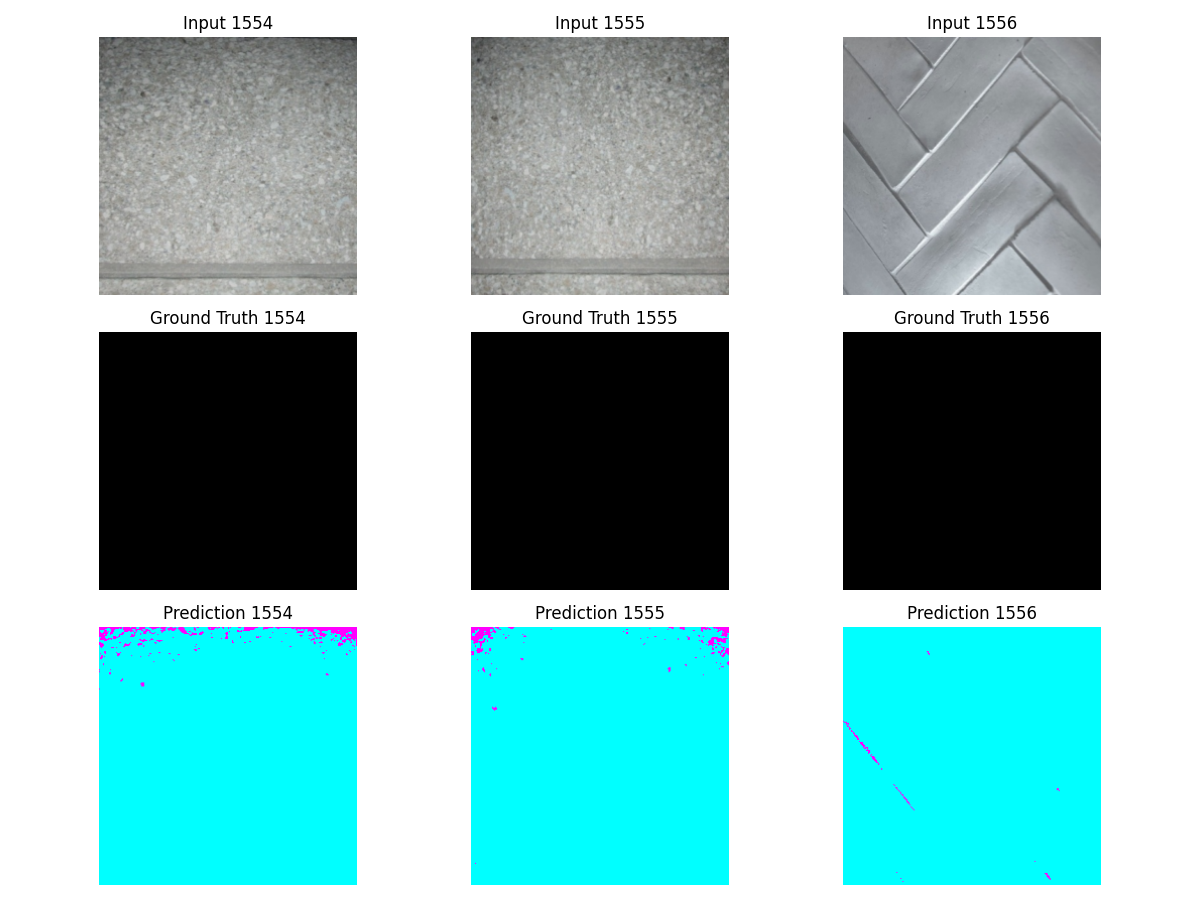 Input 1554
Input 1555
Input 1556
Ground Truth 1554
Ground Truth 1555
Ground Truth 1556
Prediction 1554
Prediction 1555
Prediction 1556